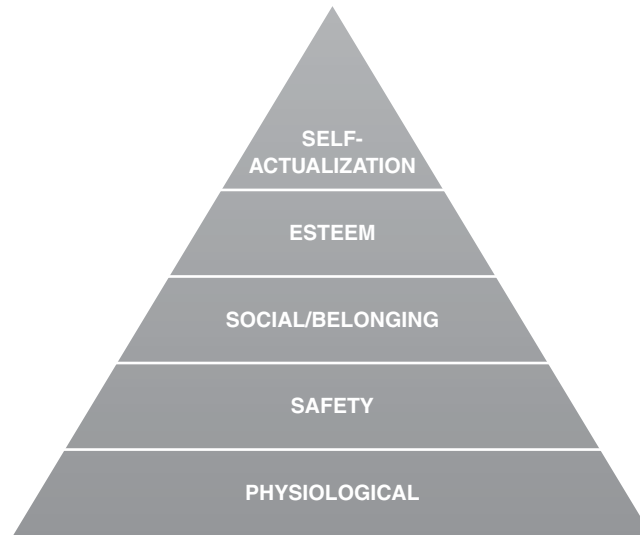 SELF-
ACTUALIZATION
ESTEEM
SOCIAL/BELONGING
SAFETY
PHYSIOLOGICAL